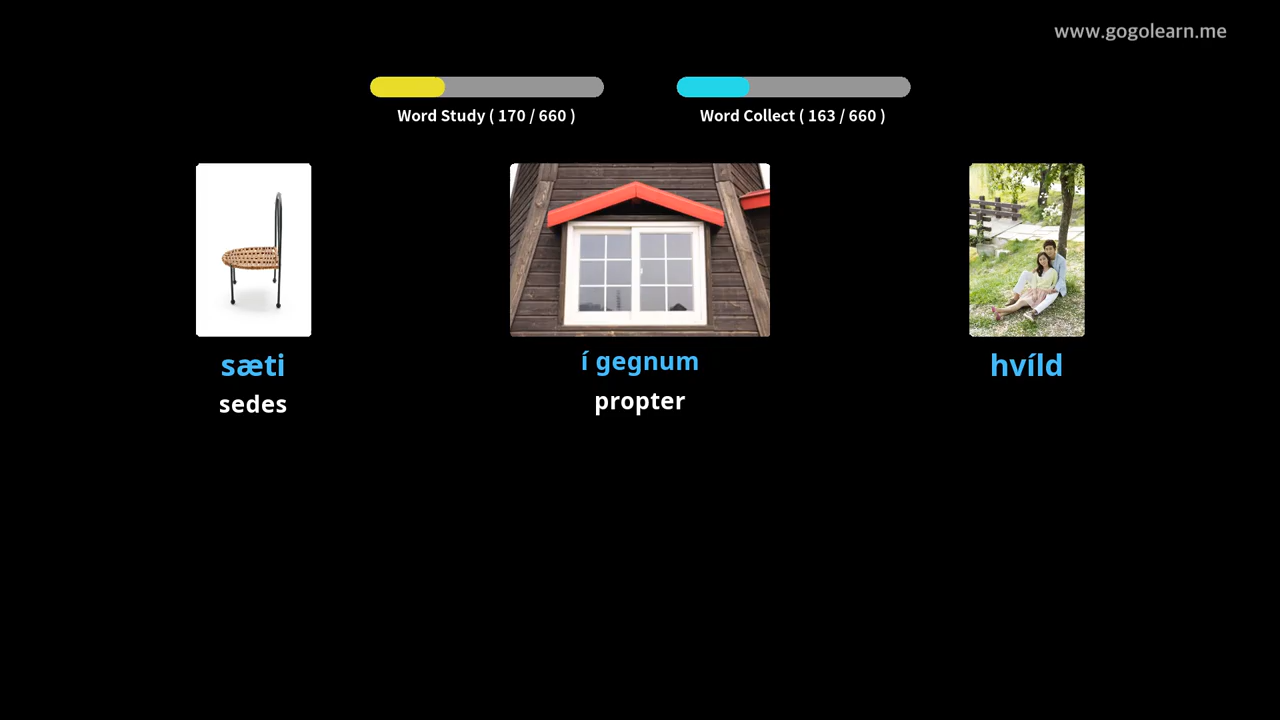 www.gogolearn.me
Word Study ( 170 / 660 )
Word Collect ( 163 / 660 )
sæti
sedes
í gegnum
propter
hvíld